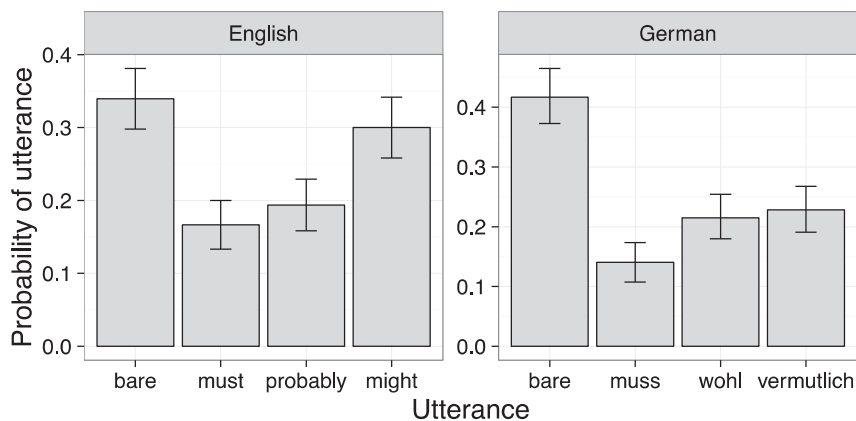 English
German
Probability of utterance
0.4
0.3
0.2
0.1
0.0
0.4
0.3
0.2
0.1
0.0
bare must probably might
bare muss wohl vermutlich
Utterance